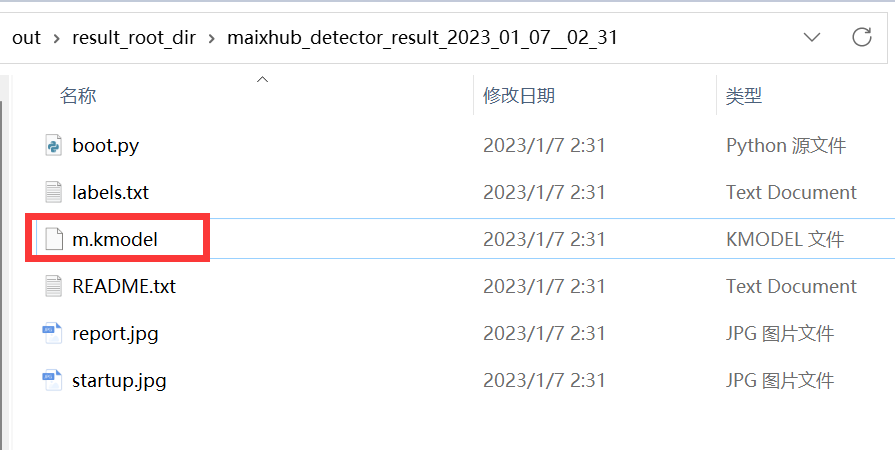 out > result_root_dir > maixhub_detector_result_2023_01_07__02_31
名称 修改日期 类型
boot.py 2023/1/7 2:31 Python 源文件
labels.txt 2023/1/7 2:31 Text Document
m.kmodel 2023/1/7 2:31 KMODEL 文件
README.txt 2023/1/7 2:31 Text Document
report.jpg 2023/1/7 2:31 JPG 图片文件
startup.jpg 2023/1/7 2:31 JPG 图片文件